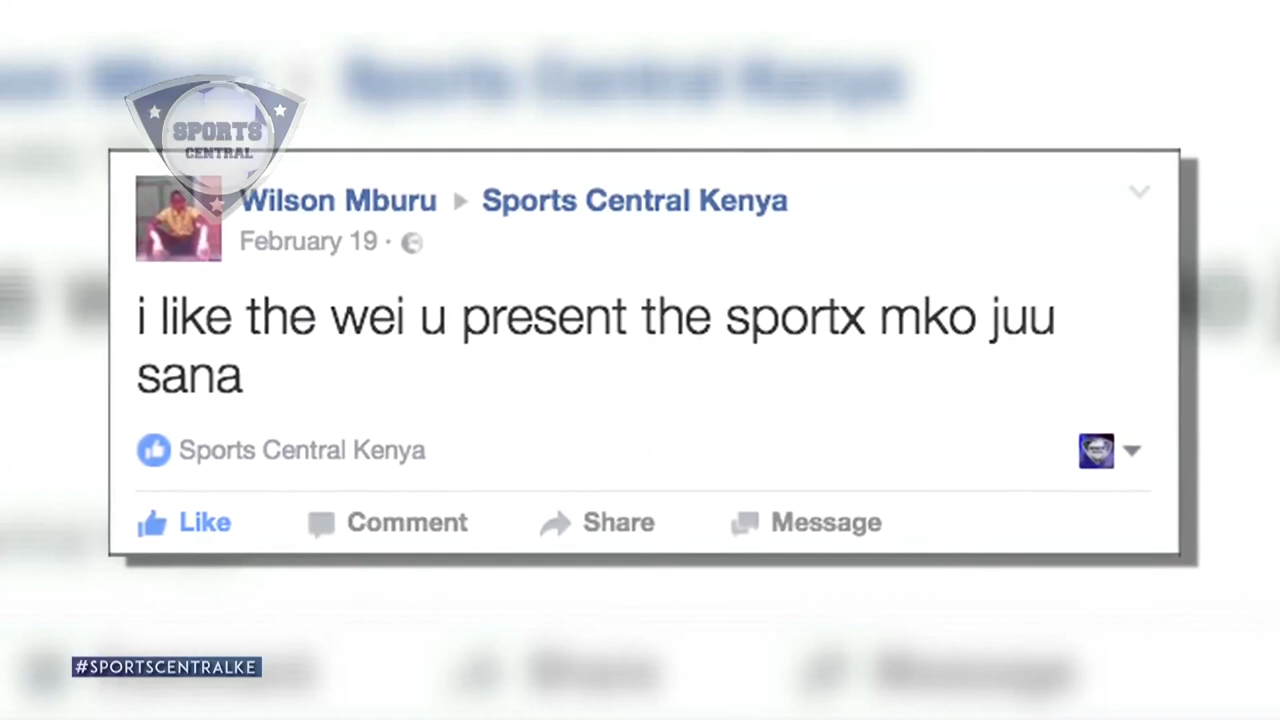 SPORTS
CENTRAL
Wilson Mburu Sports Central Kenya
February 19 ·
i like the wei u present the sportx mko juu
sana
Sports Central Kenya
Like Comment Share Message
#SPORTSCENTRALKE